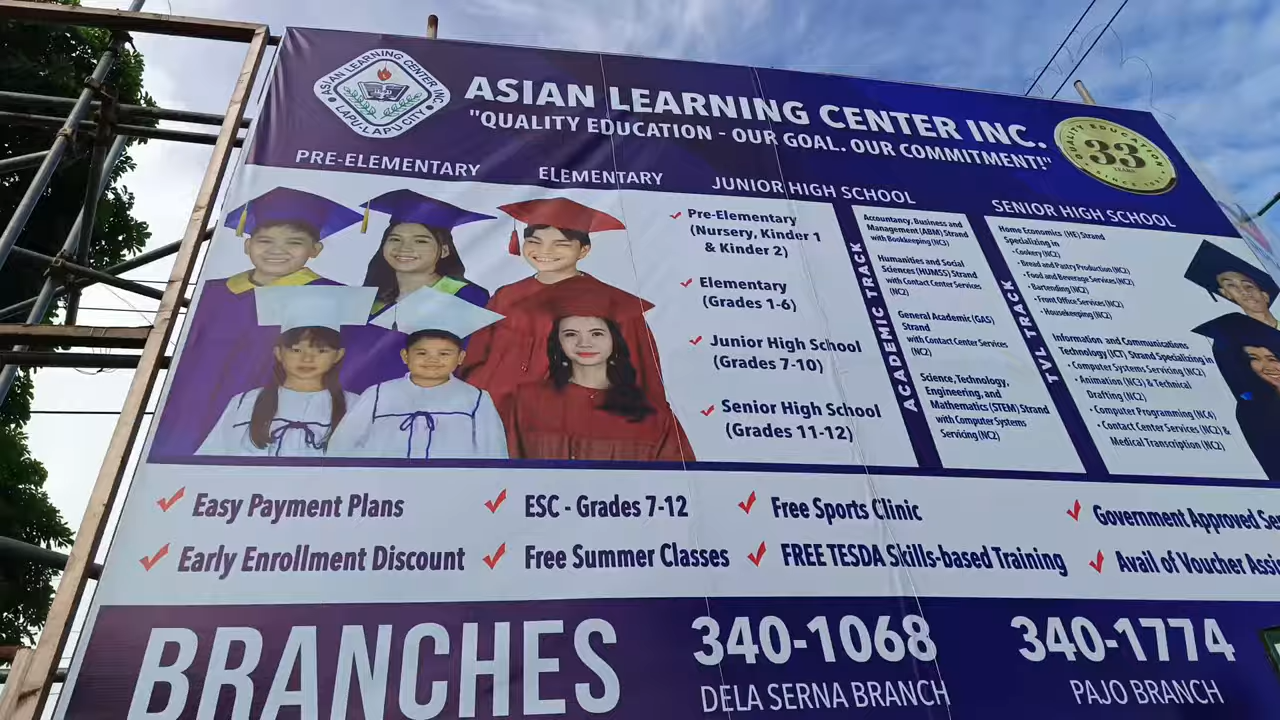 ASIAN LEARNING CENTER INC.
LAPU-LAPU CITY
ASIAN LEARNING CENTER INC.
"QUALITY EDUCATION - OUR GOAL. OUR COMMITMENT!"
QUALITY EDUCATION
33
YEARS
PRE-ELEMENTARY
ELEMENTARY
JUNIOR HIGH SCHOOL
SENIOR HIGH SCHOOL
Pre-Elementary
(Nursery, Kinder 1
& Kinder 2)
Elementary
(Grades 1-6)
Junior High School
(Grades 7-10)
Senior High School
(Grades 11-12)
ACADEMIC TRACK
Accountancy, Business and
Management (ABM) Strand
with Bookkeeping (NC3)
Humanities and Social
Sciences (HUMSS) Strand
with Contact Center Services
(NC2)
General Academic (GAS)
Strand
with Contact Center Services
(NC2)
Science, Technology,
Engineering, and
Mathematics (STEM) Strand
with Computer Systems
Servicing (NC2)
TVL TRACK
Home Economics (HE) Strand
Specializing in
• Cookery (NC2)
• Bread and Pastry Production (NC2)
• Food and Beverage Services (NC2)
• Bartending (NC2)
• Front Office Services (NC2)
• Housekeeping (NC2)
Information and Communications
Technology (ICT) Strand Specializing in
• Computer Systems Servicing (NC2)
• Animation (NC2) & Technical
Drafting (NC2)
• Computer Programming (NC4)
• Contact Center Services (NC2) &
Medical Transcription (NC2)
Easy Payment Plans
ESC - Grades 7-12
Free Sports Clinic
Government Approved Se
Early Enrollment Discount
Free Summer Classes
FREE TESDA Skills-based Training
Avail of Voucher Assis
BRANCHES
340-1068
DELA SERNA BRANCH
340-1774
PAJO BRANCH